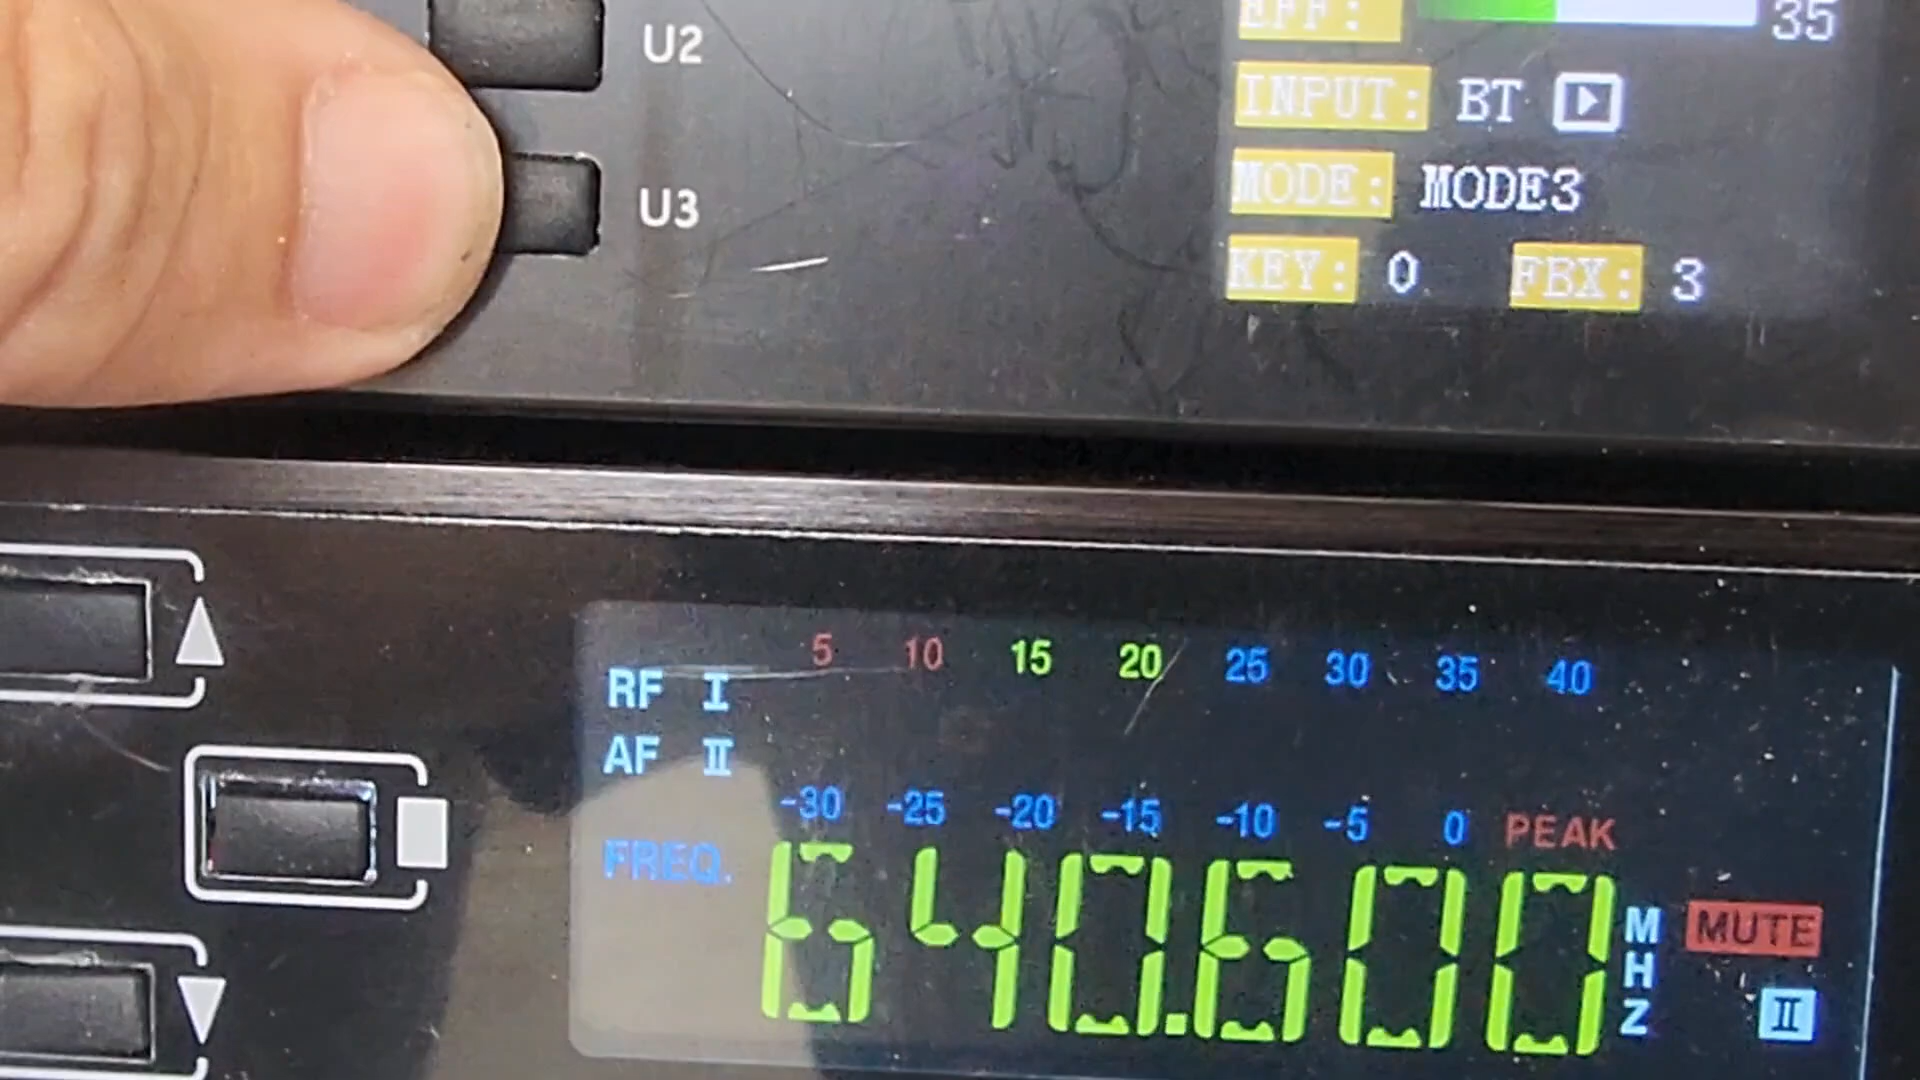 U2
U3
EFF: 35
INPUT: BT
MODE: MODE3
KEY: 0 FBX: 3
5 10 15 20 25 30 35 40
RF I
AF II
-30 -25 -20 -15 -10 -5 0 PEAK
FREQ. 640.600 MHZ MUTE
II